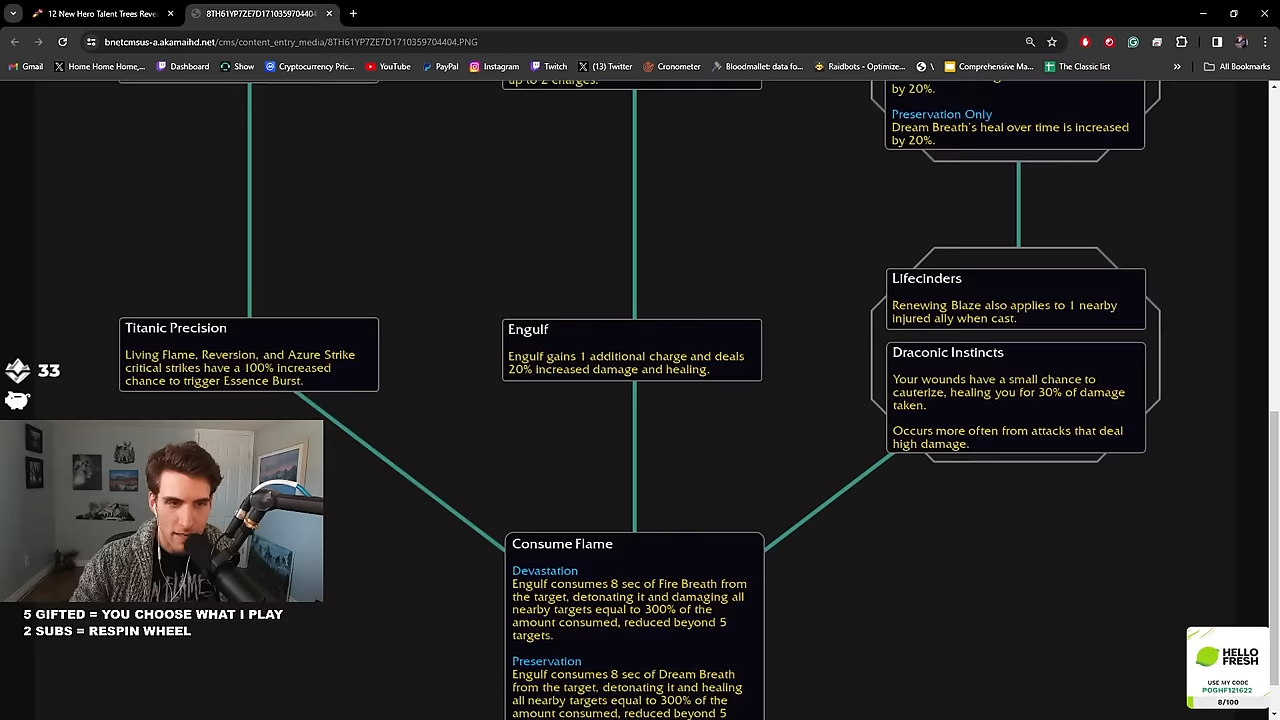 12 New Hero Talent Trees Reve
8TH61YP7ZE7D1710359704404
bnetcmsus-a.akamaihd.net/cms/content_entry_media/8TH61YP7ZE7D1710359704404.PNG
Gmail
Home Home Home,...
Dashboard
Show
Cryptocurrency Pric...
YouTube
PayPal
Instagram
Twitch
(13) Twitter
Cronometer
Bloodmallet: data fo...
Raidbots - Optimize...
\
Comprehensive Ma...
The Classic list
»
All Bookmarks
up to 2 charges.
by 20%.
Preservation Only
Dream Breath's heal over time is increased
by 20%.
Titanic Precision
Living Flame, Reversion, and Azure Strike
critical strikes have a 100% increased
chance to trigger Essence Burst.
Engulf
Engulf gains 1 additional charge and deals
20% increased damage and healing.
Lifecinders
Renewing Blaze also applies to 1 nearby
injured ally when cast.
Draconic Instincts
Your wounds have a small chance to
cauterize, healing you for 30% of damage
taken.
Occurs more often from attacks that deal
high damage.
33
Consume Flame
Devastation
Engulf consumes 8 sec of Fire Breath from
the target, detonating it and damaging all
nearby targets equal to 300% of the
amount consumed, reduced beyond 5
targets.
Preservation
Engulf consumes 8 sec of Dream Breath
from the target, detonating it and healing
all nearby targets equal to 300% of the
amount consumed, reduced beyond 5
5 GIFTED = YOU CHOOSE WHAT I PLAY
2 SUBS = RESPIN WHEEL
HELLO
FRESH
USE MY CODE
POGHF121622
8/100